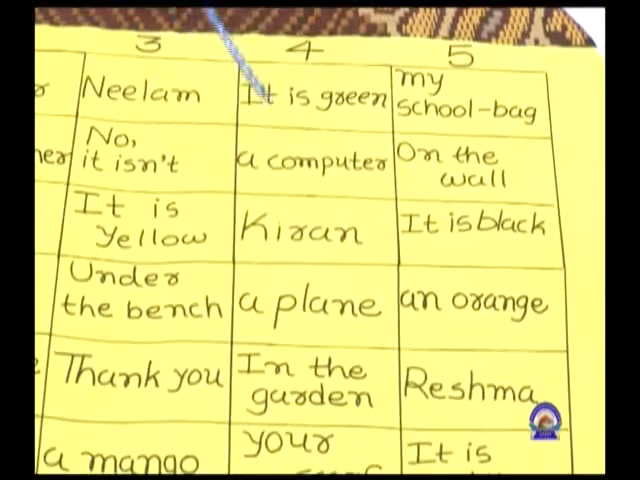 3 4 5
r Neelam It is green my school-bag
her No, it isn't a computer On the wall
It is yellow Kiran It is black
Under the bench a plane an orange
Thank you In the garden Reshma
a mango your It is